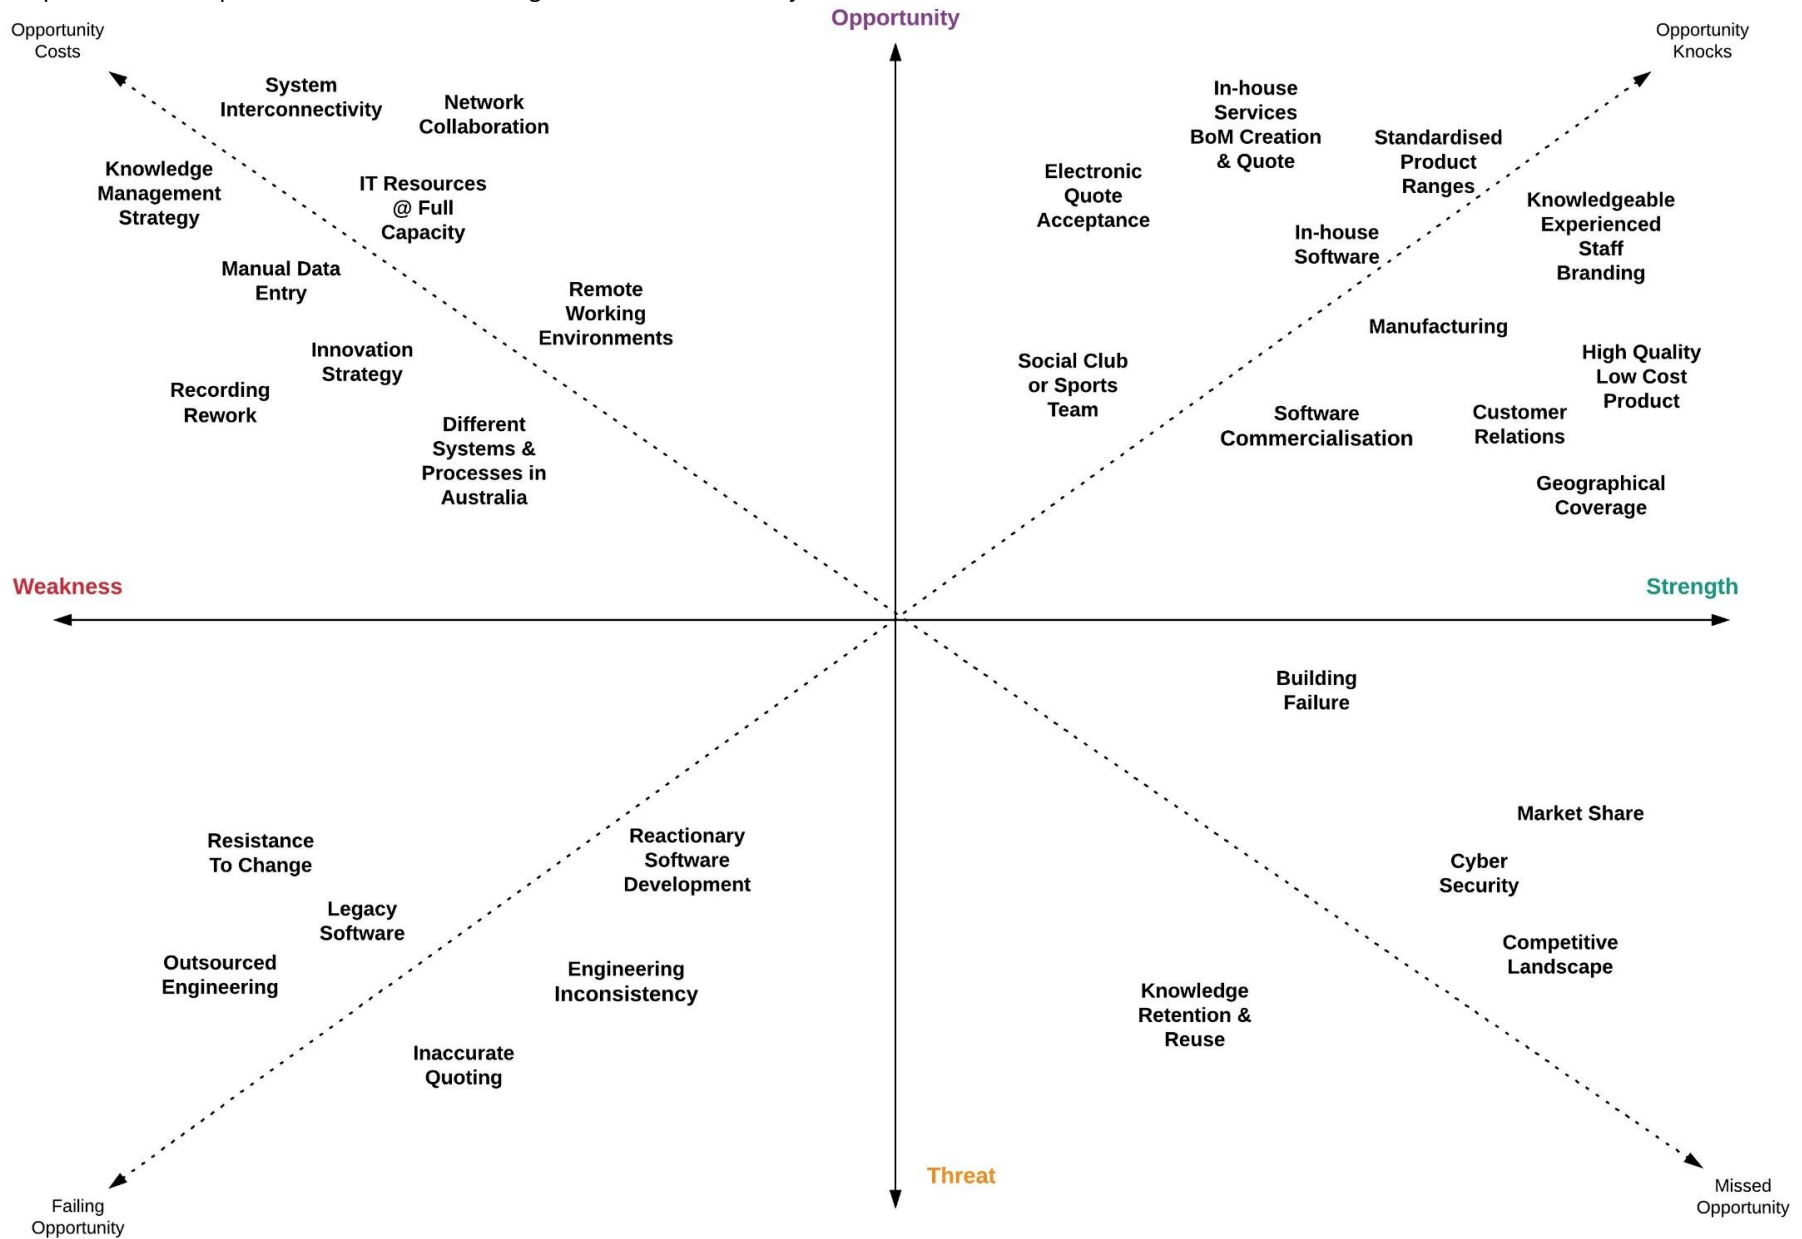 Opportunity
Opportunity
Costs
Opportunity
Knocks
System
Interconnectivity
Network
Collaboration
Knowledge
Management
Strategy
IT Resources
@ Full
Capacity
Manual Data
Entry
Remote
Working
Environments
Innovation
Strategy
Recording
Rework
Different
Systems &
Processes in
Australia
In-house
Services
BoM Creation
& Quote
Standardised
Product
Ranges
Electronic
Quote
Acceptance
Knowledgeable
Experienced
Staff
Branding
In-house
Software
Manufacturing
High Quality
Low Cost
Product
Social Club
or Sports
Team
Software
Commercialisation
Customer
Relations
Geographical
Coverage
Weakness
Strength
Resistance
To Change
Reactionary
Software
Development
Legacy
Software
Outsourced
Engineering
Engineering
Inconsistency
Inaccurate
Quoting
Building
Failure
Market Share
Cyber
Security
Competitive
Landscape
Knowledge
Retention &
Reuse
Threat
Failing
Opportunity
Missed
Opportunity